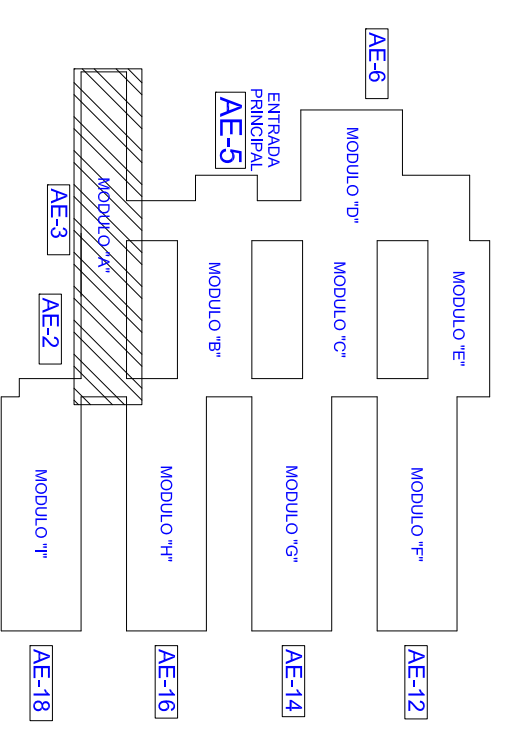 AE-6
ENTRADA
PRINCIPAL
AE-5
MODULO "D"
MODULO "A"
AE-3
AE-2
MODULO "B"
MODULO "C"
MODULO "E"
MODULO "I"
MODULO "H"
MODULO "G"
MODULO "F"
AE-18
AE-16
AE-14
AE-12